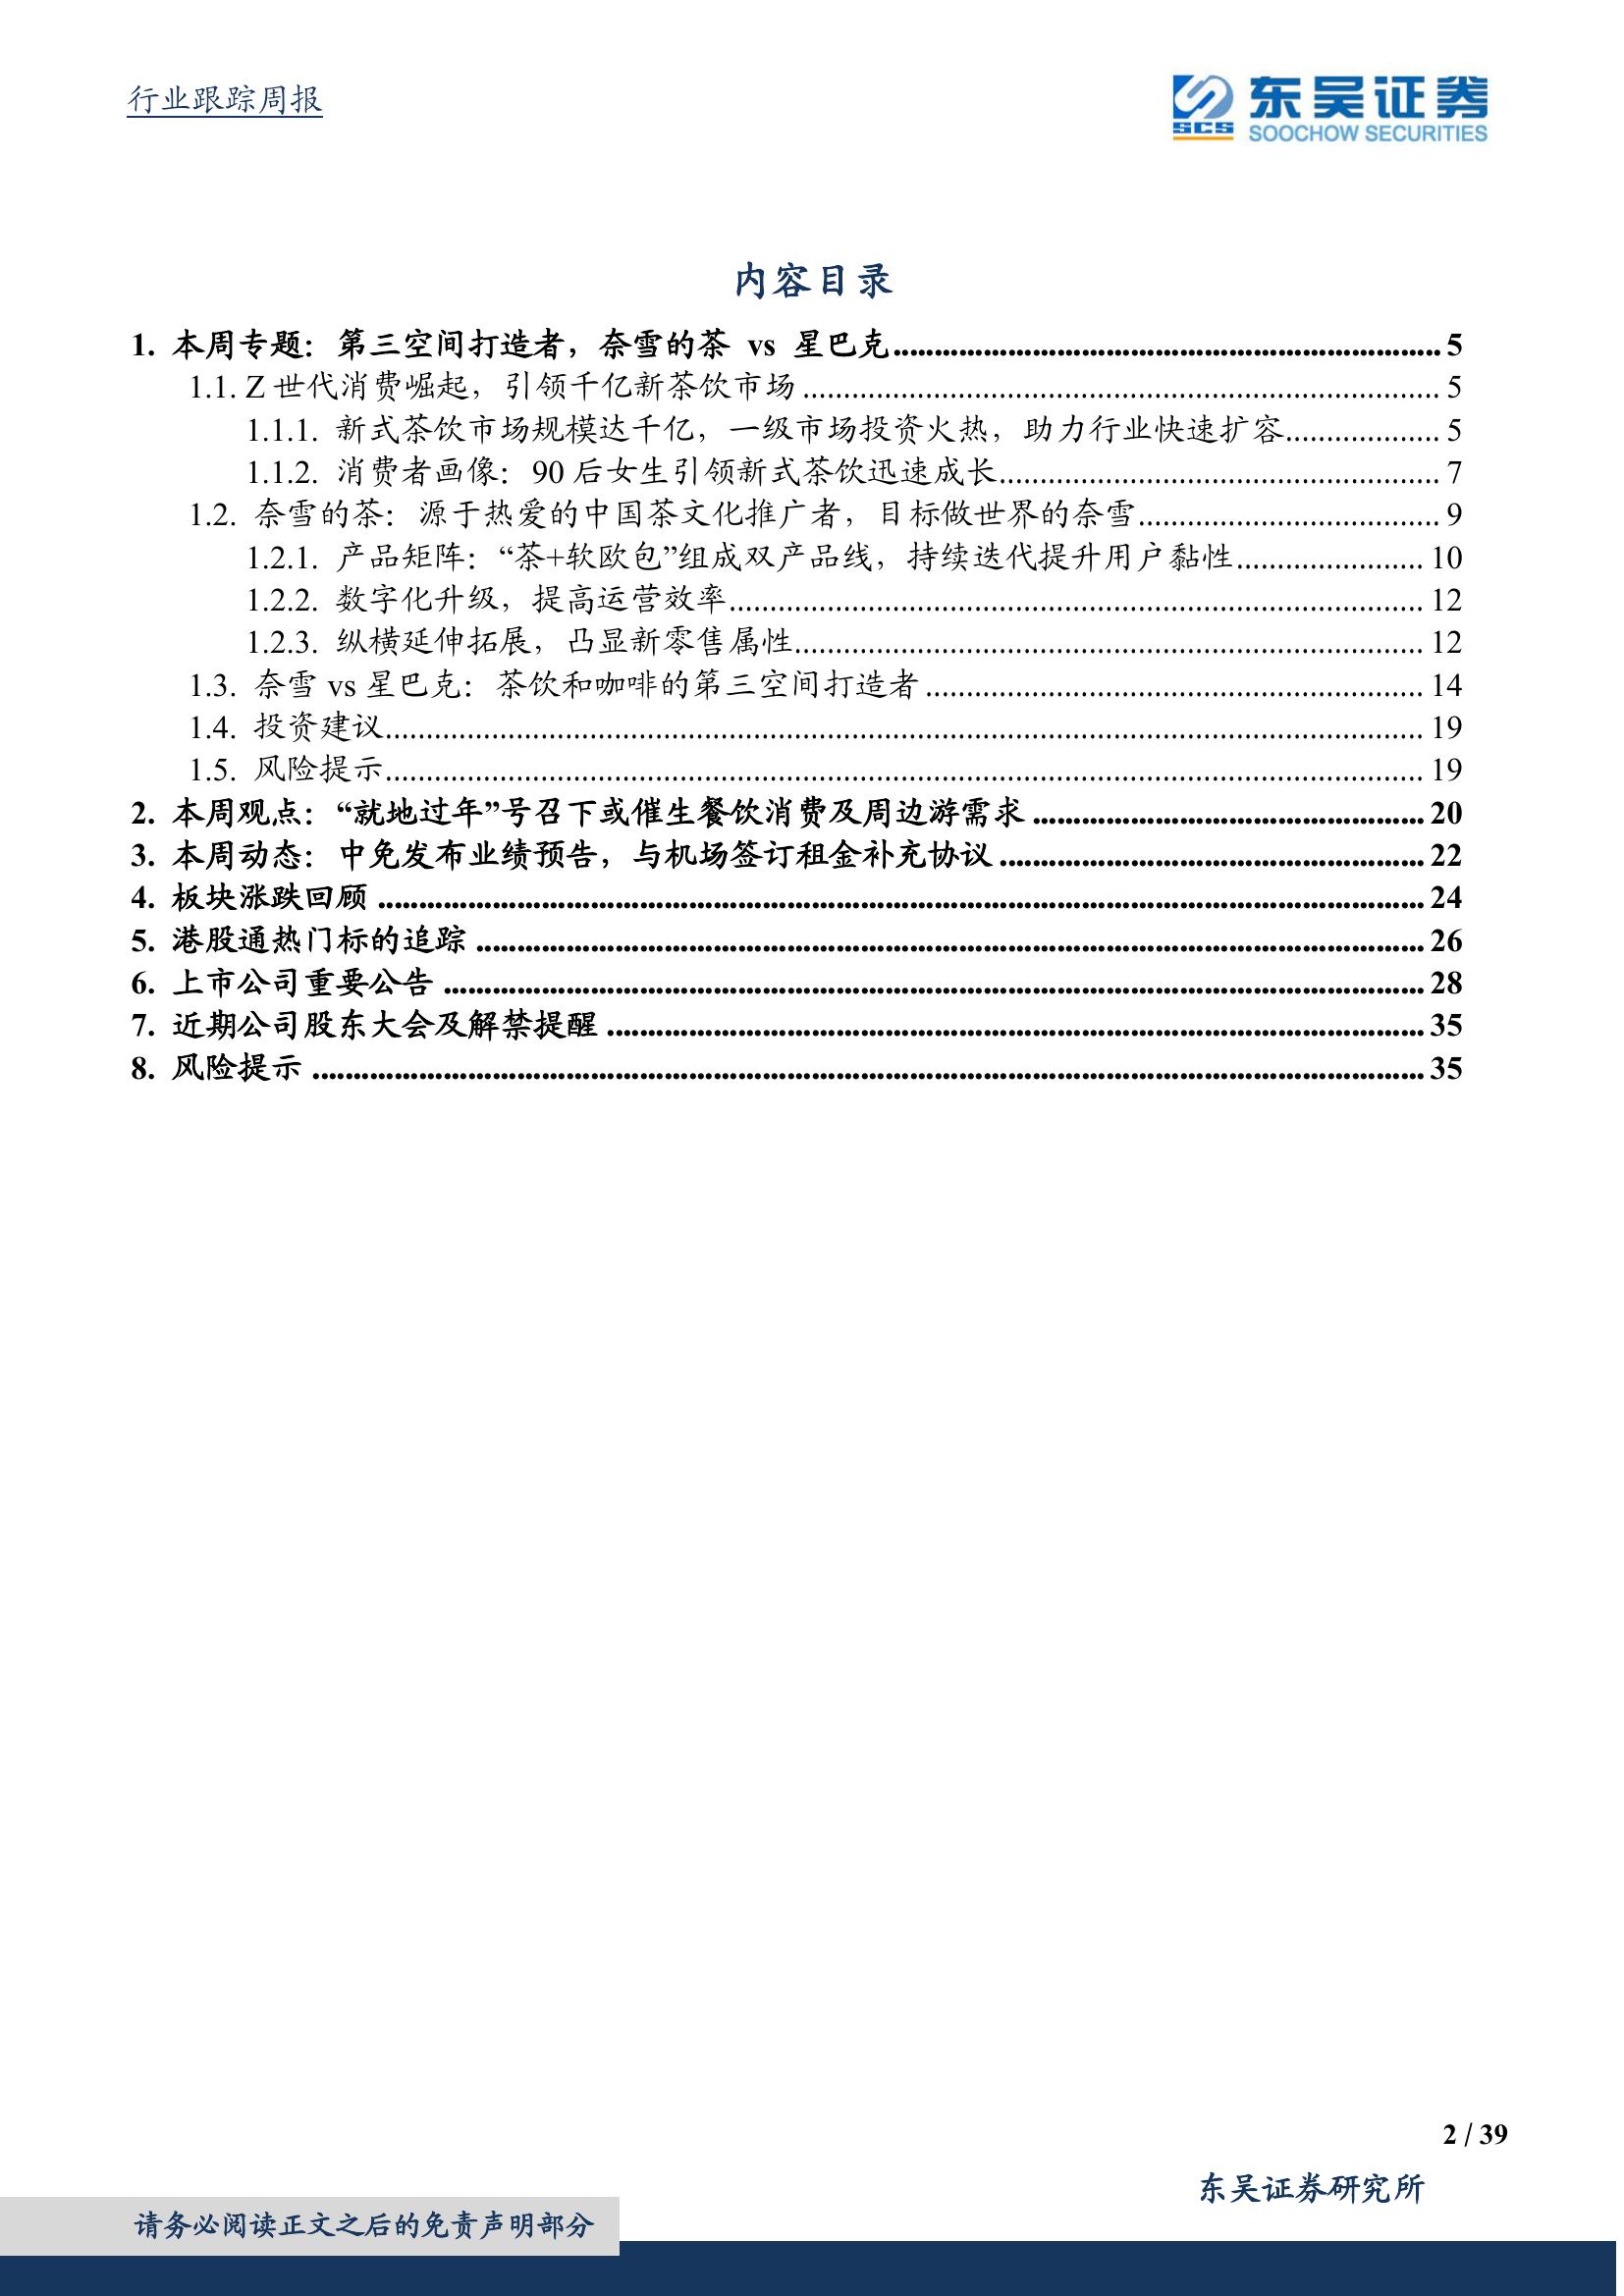 行业跟踪周报
SCS
东吴证券
SOOCHOW SECURITIES
内容目录
1. 本周专题：第三空间打造者，奈雪的茶 vs 星巴克 5
1.1. Z 世代消费崛起，引领千亿新茶饮市场 5
1.1.1. 新式茶饮市场规模达千亿，一级市场投资火热，助力行业快速扩容 5
1.1.2. 消费者画像：90 后女生引领新式茶饮迅速成长 7
1.2. 奈雪的茶：源于热爱的中国茶文化推广者，目标做世界的奈雪 9
1.2.1. 产品矩阵：“茶+软欧包”组成双产品线，持续迭代提升用户黏性 10
1.2.2. 数字化升级，提高运营效率 12
1.2.3. 纵横延伸拓展，凸显新零售属性 12
1.3. 奈雪 vs 星巴克：茶饮和咖啡的第三空间打造者 14
1.4. 投资建议 19
1.5. 风险提示 19
2. 本周观点：“就地过年”号召下或催生餐饮消费及周边游需求 20
3. 本周动态：中免发布业绩预告，与机场签订租金补充协议 22
4. 板块涨跌回顾 24
5. 港股通热门标的追踪 26
6. 上市公司重要公告 28
7. 近期公司股东大会及解禁提醒 35
8. 风险提示 35
2 / 39
东吴证券研究所
请务必阅读正文之后的免责声明部分